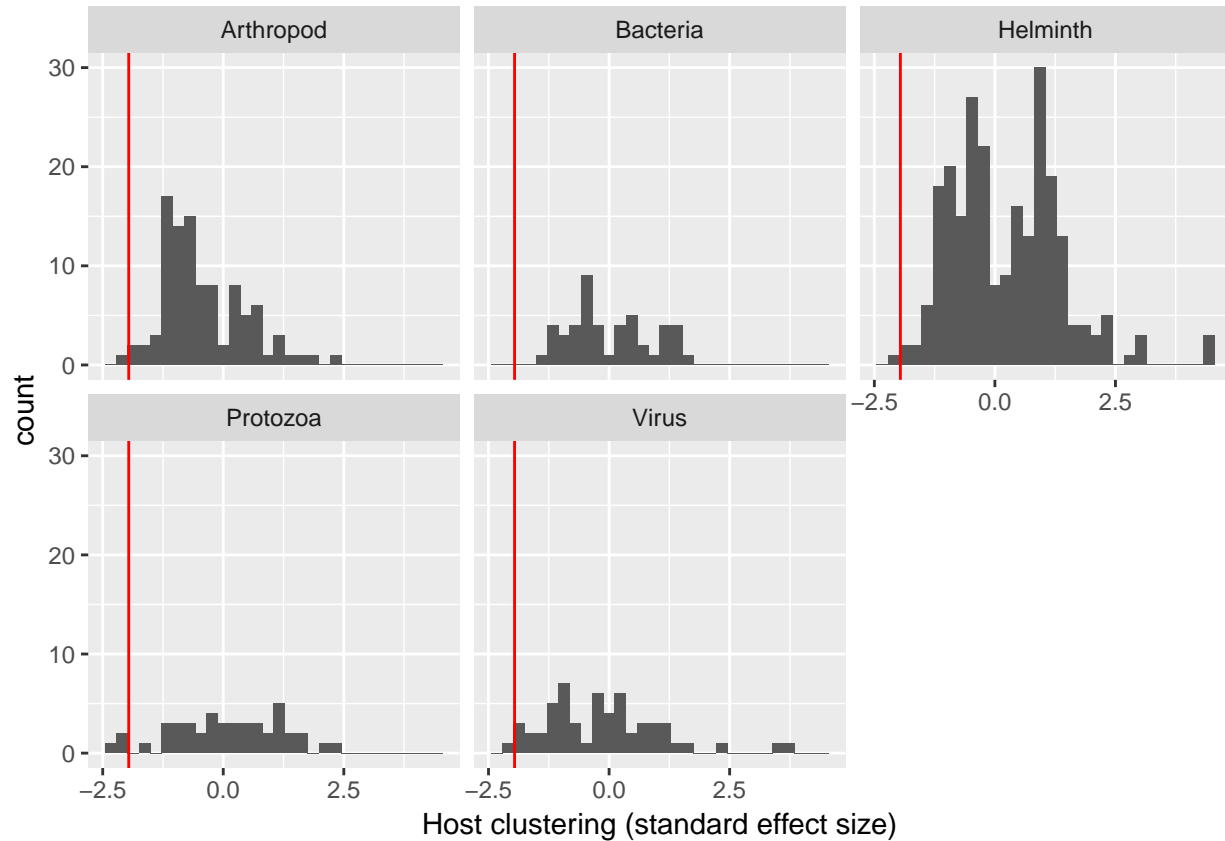 Arthropod Bacteria Helminth
30
20
10
0
−2.5 0.0 2.5
Protozoa Virus
30
20
10
0
−2.5 0.0 2.5 −2.5 0.0 2.5
count
Host clustering (standard effect size)